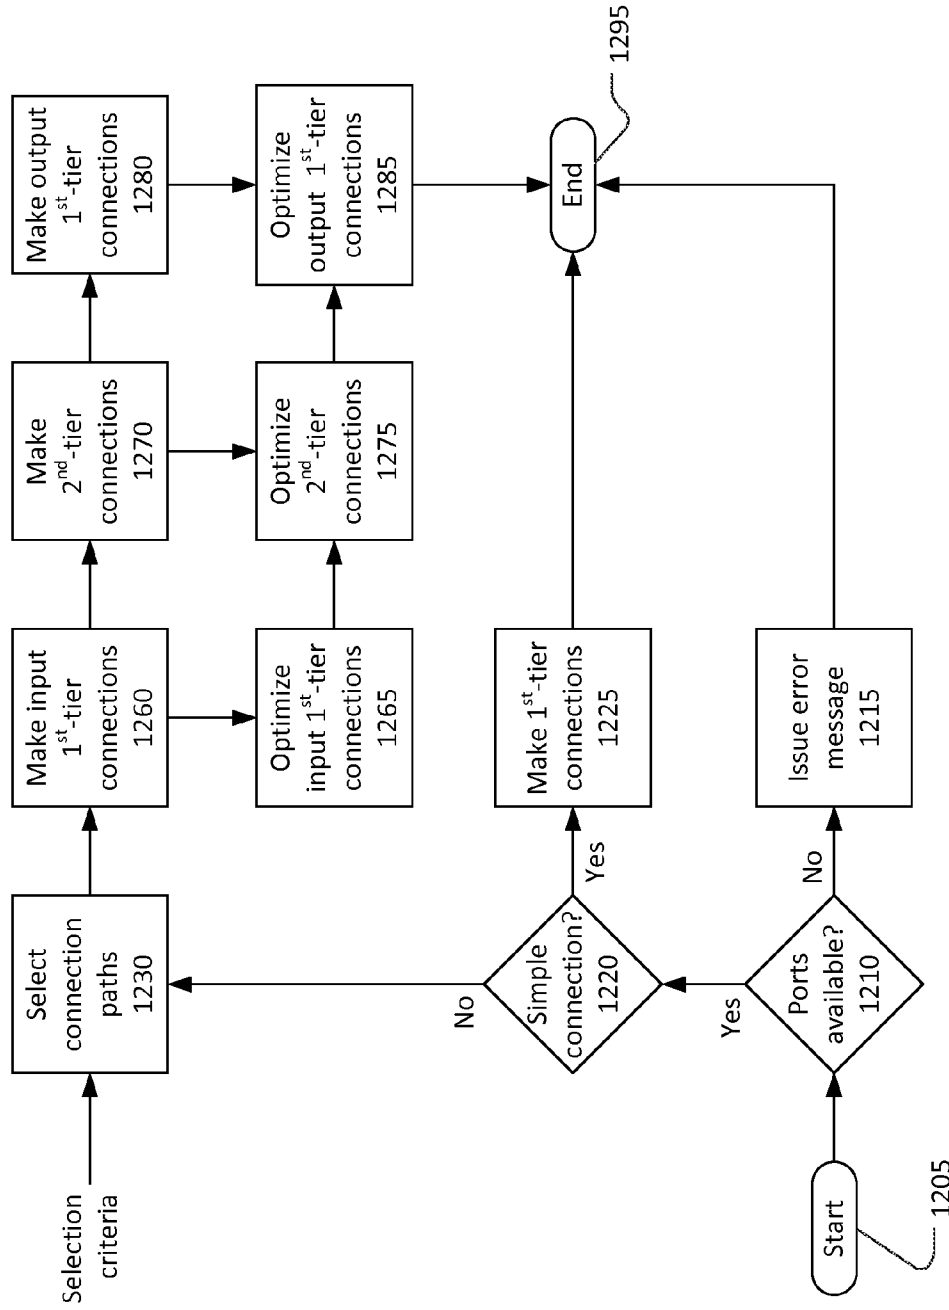 Start
1205
Ports
available?
1210
Yes
No
Issue error
message
1215
Simple
connection?
1220
Yes
No
Make 1st-tier
connections
1225
Selection
criteria
Select
connection
paths
1230
Make input
1st-tier
connections
1260
Optimize
input 1st-tier
connections
1265
Make
2nd-tier
connections
1270
Optimize
2nd-tier
connections
1275
Make output
1st-tier
connections
1280
Optimize
output 1st-tier
connections
1285
End
1295